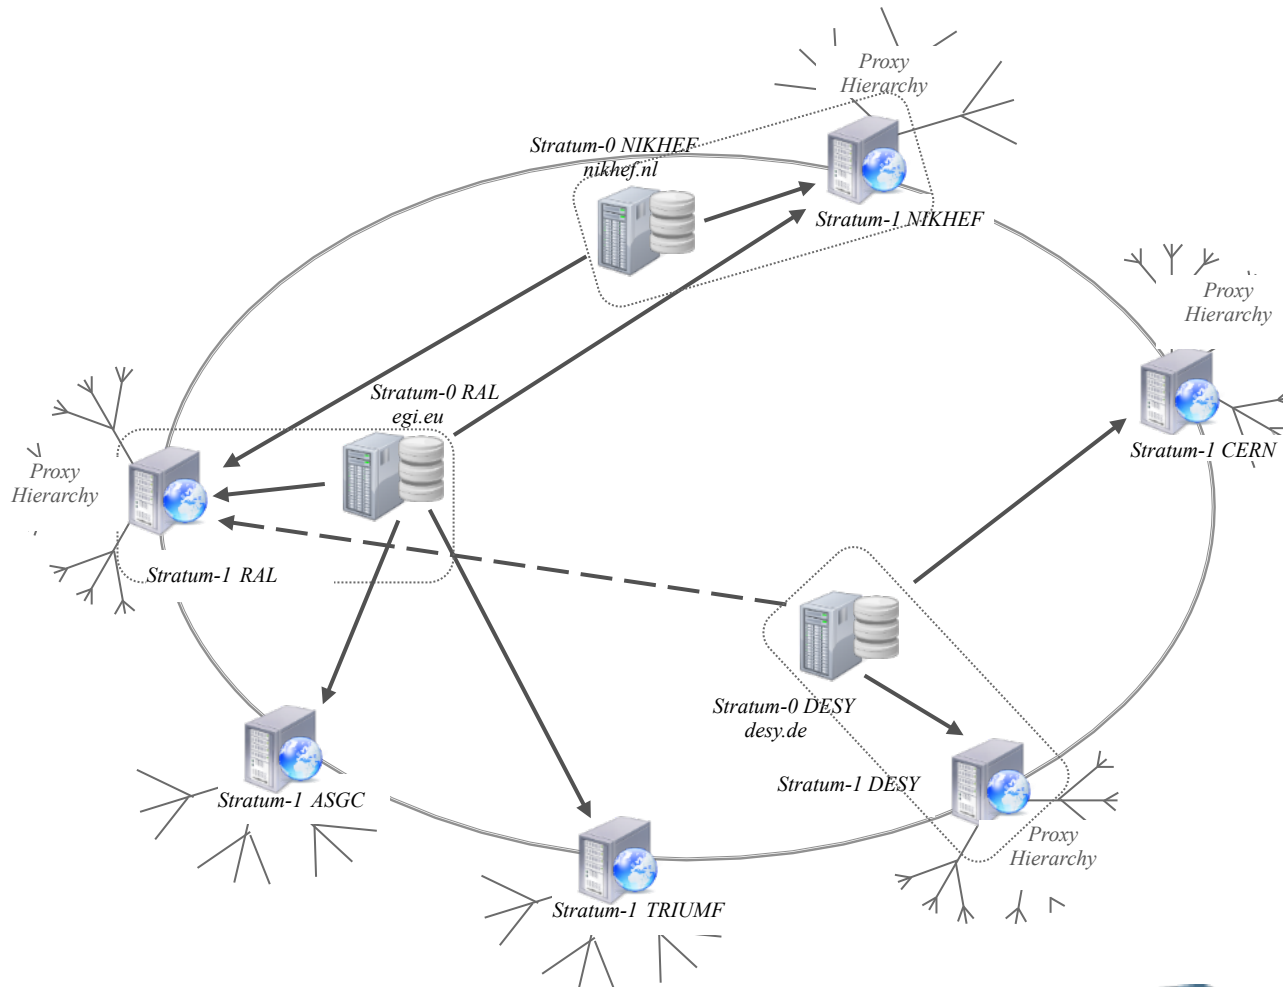 Proxy
Hierarchy
Stratum-0 NIKHEF
nikhef.nl
Stratum-1 NIKHEF
Proxy
Hierarchy
Stratum-0 RAL
egi.eu
Stratum-1 CERN
Proxy
Hierarchy
Stratum-1 RAL
Stratum-0 DESY
desy.de
Stratum-1 DESY
Stratum-1 ASGC
Proxy
Hierarchy
Stratum-1 TRIUMF